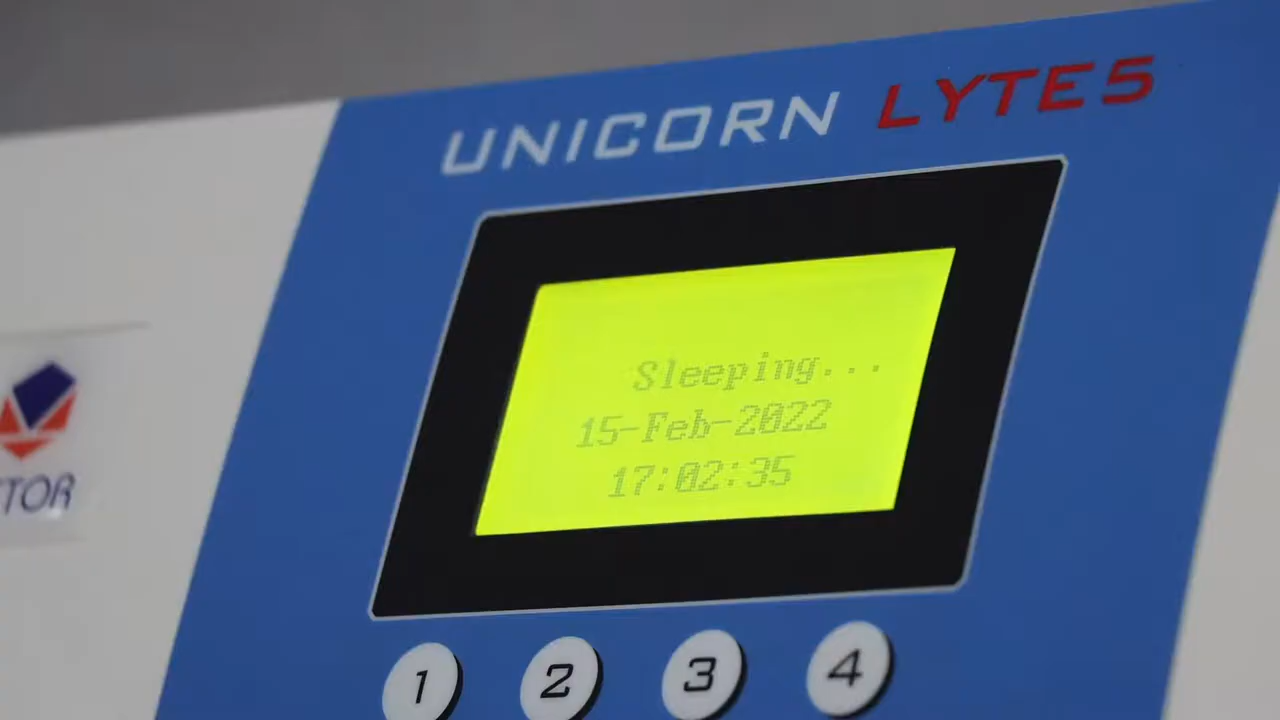 UNICORN LYTE5
Sleeping...
15-Feb-2022
17:02:35
TOR
1 2 3 4